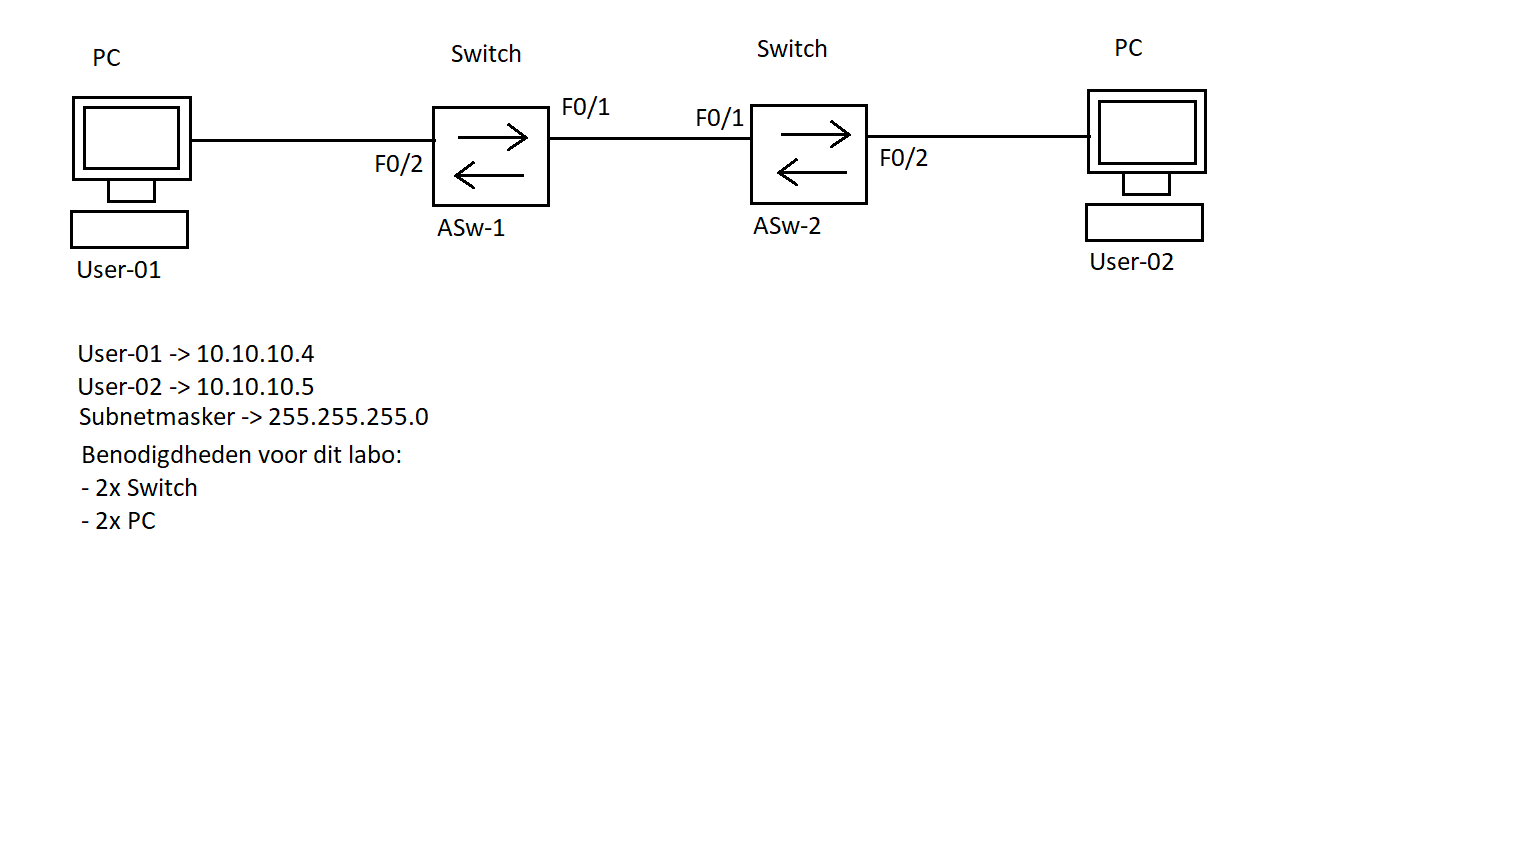 PC
Switch
Switch
PC
F0/1
F0/1
F0/2
F0/2
ASw-1
ASw-2
User-01
User-02
User-01 -> 10.10.10.4
User-02 -> 10.10.10.5
Subnetmasker -> 255.255.255.0
Benodigdheden voor dit labo:
- 2x Switch
- 2x PC